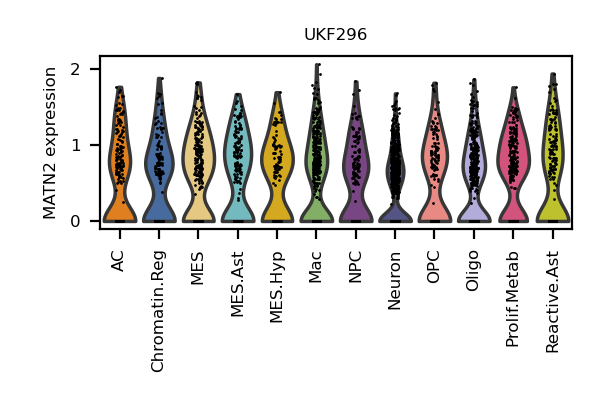 UKF296
MATN2 expression
2
1
0
AC
Chromatin.Reg
MES
MES.Ast
MES.Hyp
Mac
NPC
Neuron
OPC
Oligo
Prolif.Metab
Reactive.Ast